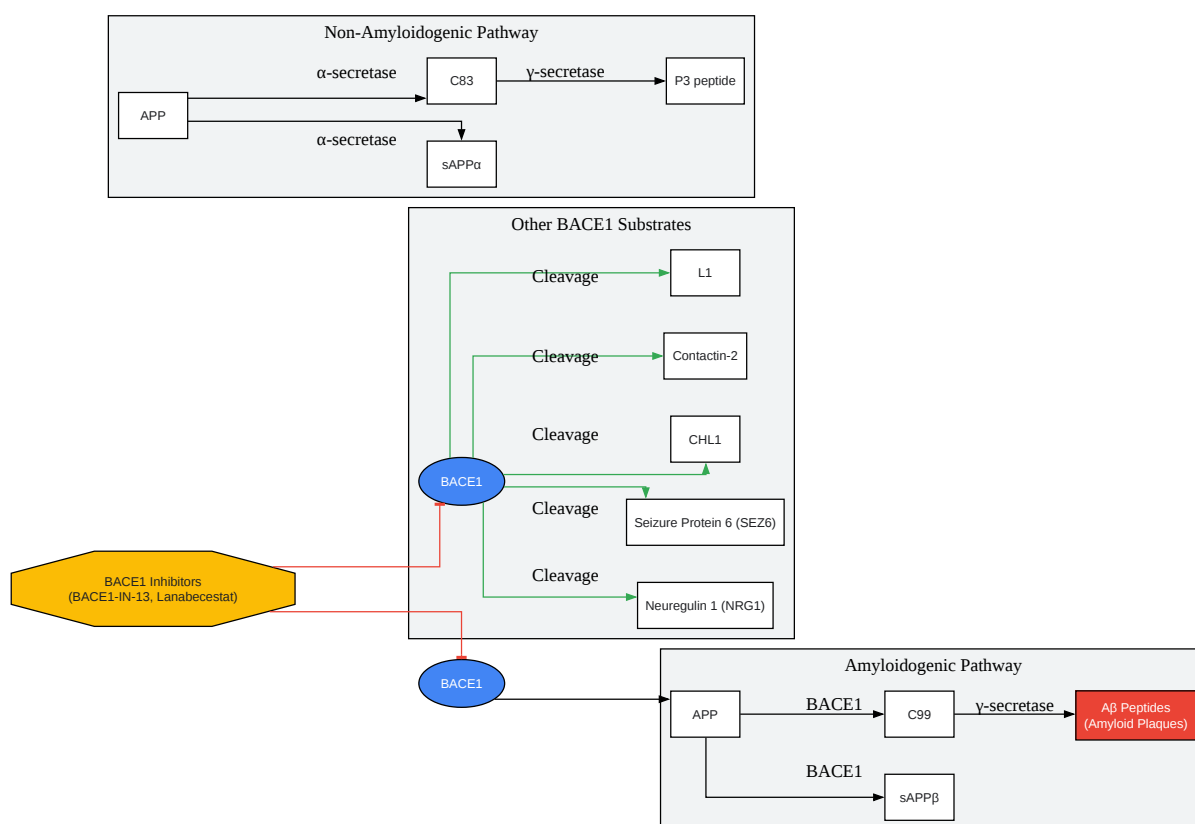 Non-Amyloidogenic Pathway
α-secretase
C83
γ-secretase
P3 peptide
APP
α-secretase
sAPPα
Other BACE1 Substrates
Cleavage
L1
Cleavage
Contactin-2
Cleavage
CHL1
BACE1
Cleavage
Seizure Protein 6 (SEZ6)
Cleavage
Neuregulin 1 (NRG1)
BACE1 Inhibitors
(BACE1-IN-13, Lanabecestat)
BACE1
Amyloidogenic Pathway
APP
BACE1
C99
γ-secretase
Aβ Peptides
(Amyloid Plaques)
BACE1
sAPPβ